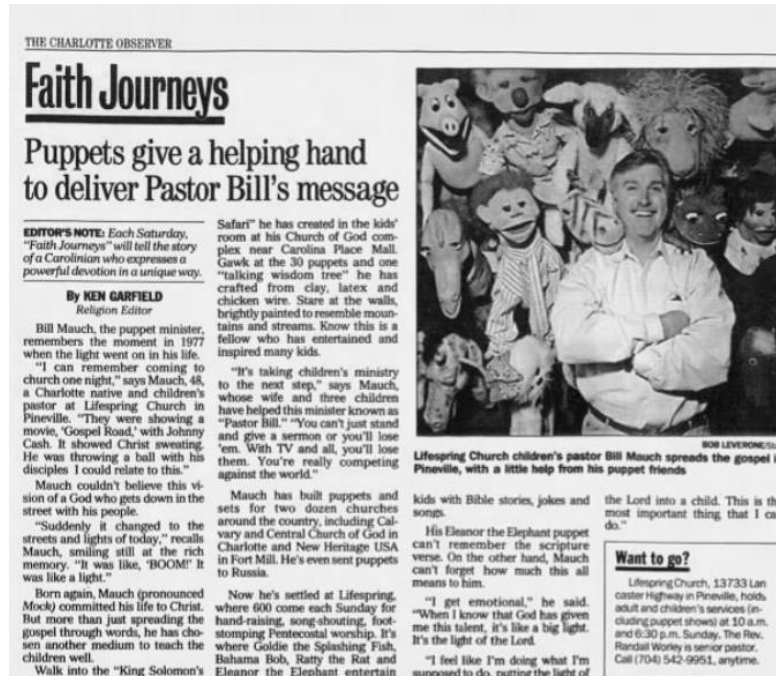 THE CHARLOTTE OBSERVER
Faith Journeys
Puppets give a helping hand
to deliver Pastor Bill's message
EDITOR'S NOTE: Each Saturday,
"Faith Journeys" will tell the story
of a Carolinian who expresses a
powerful devotion in a unique way.
By KEN GARFIELD
Religion Editor
Bill Mauch, the puppet minister,
remembers the moment in 1977
when the light went on in his life.
"I can remember coming to
church one night," says Mauch, 48,
a Charlotte native and children's
pastor at Lifespring Church in
Pineville. "They were showing a
movie, 'Gospel Road,' with Johnny
Cash. It showed Christ sweating.
He was throwing a ball with his
disciples I could relate to this."
Mauch couldn't believe this vi-
sion of a God who gets down in the
street with his people.
"Suddenly it changed to the
streets and lights of today," recalls
Mauch, smiling still at the rich
memory. "It was like, 'BOOM!' It
was like a light."
Born again, Mauch (pronounced
Mock) committed his life to Christ.
But more than just spreading the
gospel through words, he has cho-
sen another medium to teach the
children well.
Walk into the "King Solomon's
Safari" he has created in the kids'
room at his Church of God com-
plex near Carolina Place Mall.
Gawk at the 30 puppets and one
"talking wisdom tree" he has
crafted from clay, latex and
chicken wire. Stare at the walls,
brightly painted to resemble moun-
tains and streams. Know this is a
fellow who has entertained and
inspired many kids.
"It's taking children's ministry
to the next step," says Mauch,
whose wife and three children
have helped this minister known as
"Pastor Bill." "You can't just stand
and give a sermon or you'll lose
'em. With TV and all, you'll lose
them. You're really competing
against the world."
Mauch has built puppets and
sets for two dozen churches
around the country, including Cal-
vary and Central Church of God in
Charlotte and New Heritage USA
in Fort Mill. He's even sent puppets
to Russia.
Now he's settled at Lifespring,
where 600 come each Sunday for
hand-raising, song-shouting, foot-
stomping Pentecostal worship. It's
where Goldie the Splashing Fish,
Bahama Bob, Ratty the Rat and
Eleanor the Elephant entertain
BOB LEVERONE/
Lifespring Church children's pastor Bill Mauch spreads the gospel
Pineville, with a little help from his puppet friends
kids with Bible stories, jokes and
songs.
His Eleanor the Elephant puppet
can't remember the scripture
verse. On the other hand, Mauch
can't forget how much this all
means to him.
"I get emotional," he said.
"When I know that God has given
me this talent, it's like a big light.
It's the light of the Lord.
"I feel like I'm doing what I'm
supposed to do, putting the light of
the Lord into a child. This is th
most important thing that I can
do."
Want to go?
Lifespring Church, 13733 Lan
caster Highway in Pineville, holds
adult and children's services (in-
cluding puppet shows) at 10 a.m.
and 6:30 p.m. Sunday. The Rev.
Randall Worley is senior pastor.
Call (704) 542-9951, anytime.